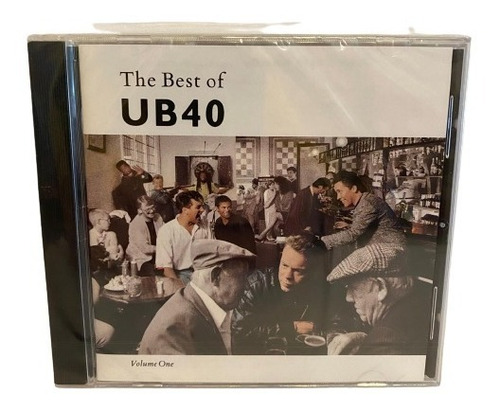 The Best of
UB40
Volume One